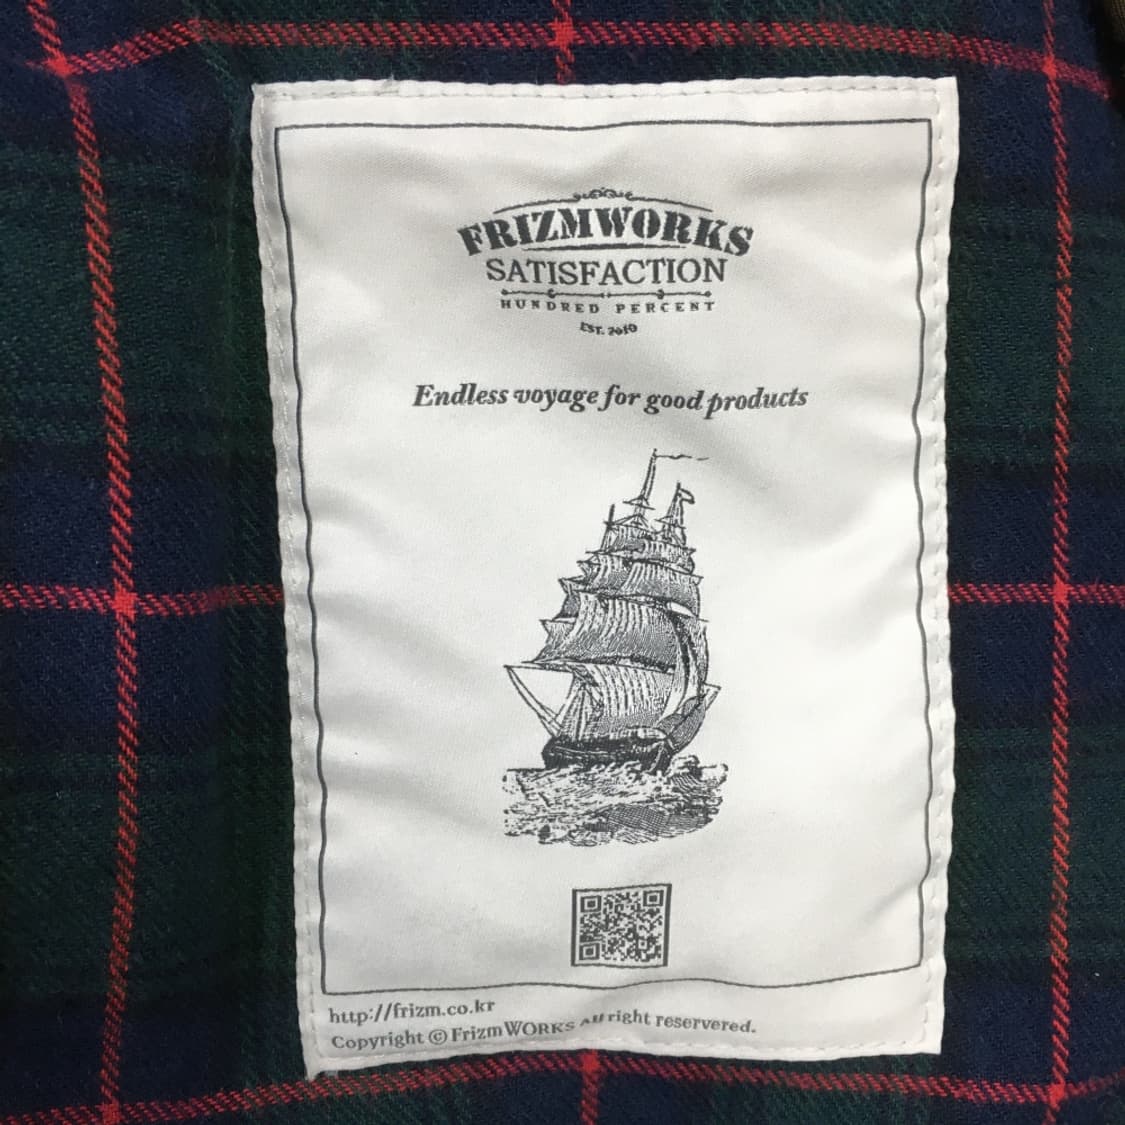 FRIZMWORKS
SATISFACTION
HUNDRED PERCENT
EST. 2010
Endless voyage for good products
http://frizm.co.kr
Copyright © FrizmWORKS All right reservered.